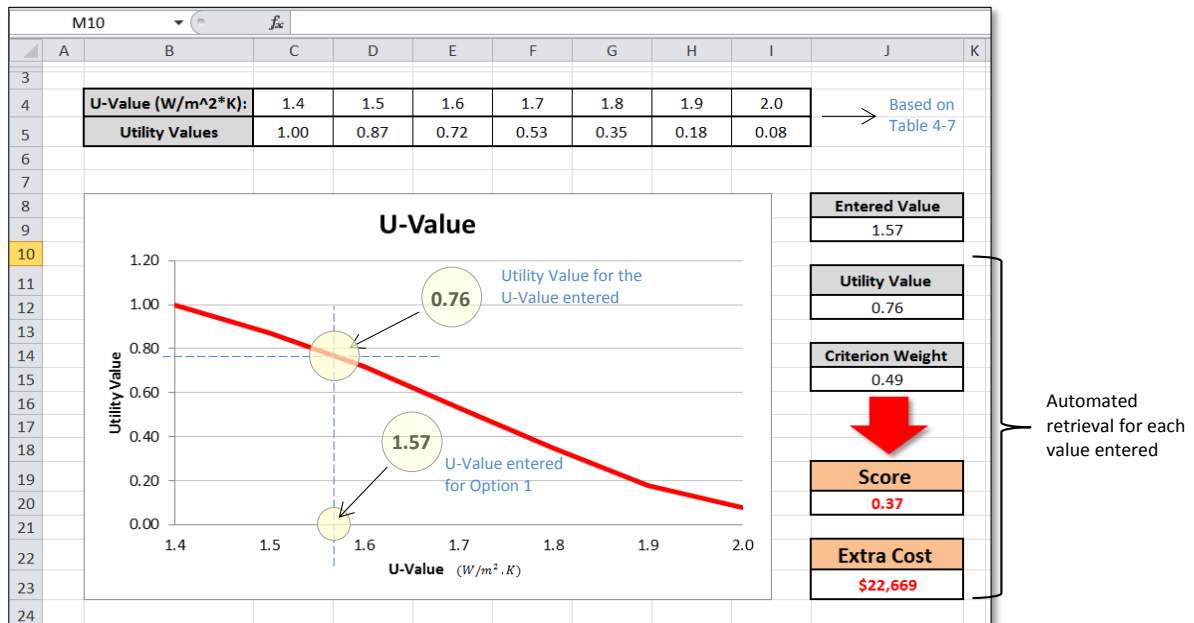 M10 fx
A B C D E F G H I J K
3
4 U-Value (W/m^2*K): 1.4 1.5 1.6 1.7 1.8 1.9 2.0 Based on
Table 4-7
5 Utility Values 1.00 0.87 0.72 0.53 0.35 0.18 0.08
6
7
8 Entered Value
9 U-Value 1.57
10 1.20
11 Utility Value for the
U-Value entered Utility Value
12 1.00 0.76 0.76
13
14 0.80 Criterion Weight
15 0.49
16 0.60
Utility Value
17 0.40 1.57
Automated
retrieval for each
value entered
18 U-Value entered
for Option 1
19 0.20 Score
20 0.37
21 0.00
22 1.4 1.5 1.6 1.7 1.8 1.9 2.0 Extra Cost
23 U-Value (W/m².K) $22,669
24